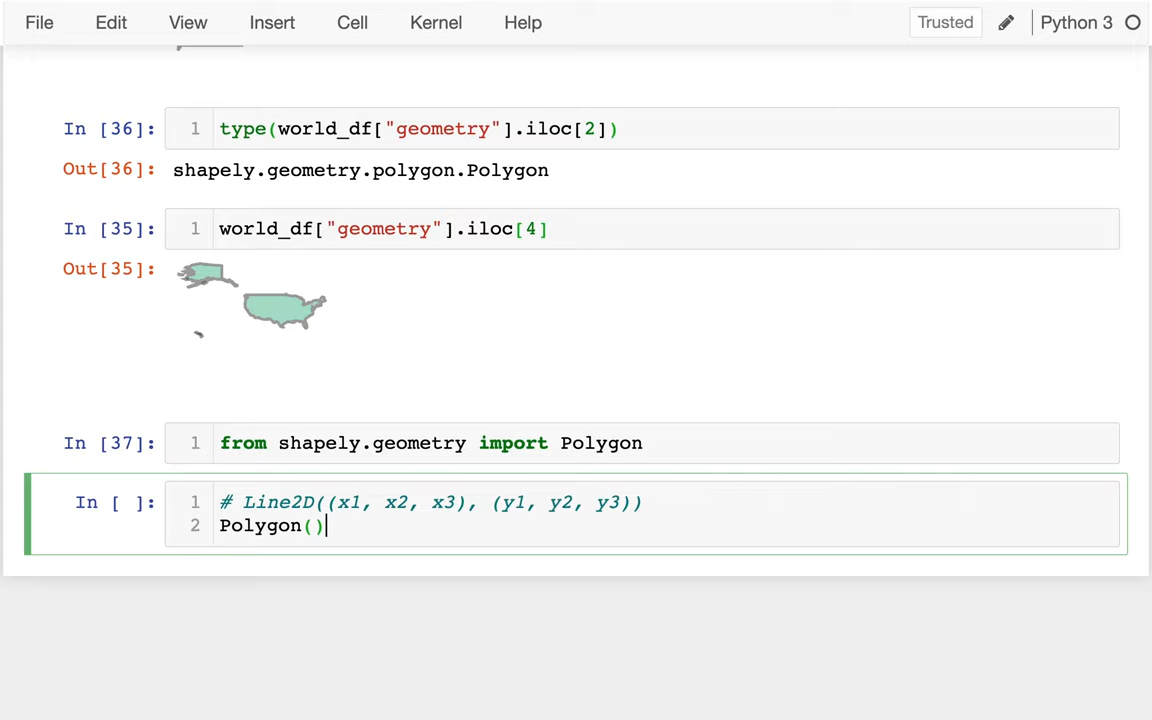 File Edit View Insert Cell Kernel Help Trusted Python 3
In [36]: 1 type(world_df["geometry"].iloc[2])
Out[36]: shapely.geometry.polygon.Polygon
In [35]: 1 world_df["geometry"].iloc[4]
Out[35]:
In [37]: 1 from shapely.geometry import Polygon
In [ ]: 1 # Line2D((x1, x2, x3), (y1, y2, y3))
2 Polygon()